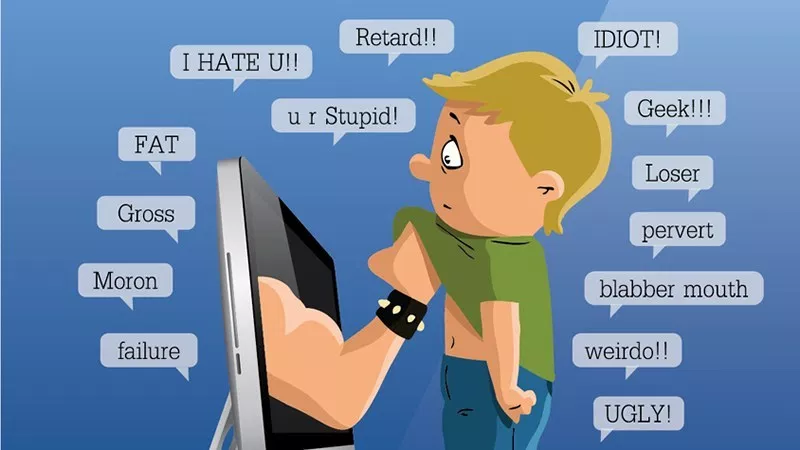 Retard!!
IDIOT!
I HATE U!!
u r Stupid!
Geek!!!
FAT
Loser
Gross
pervert
Moron
blabber mouth
failure
weirdo!!
UGLY!